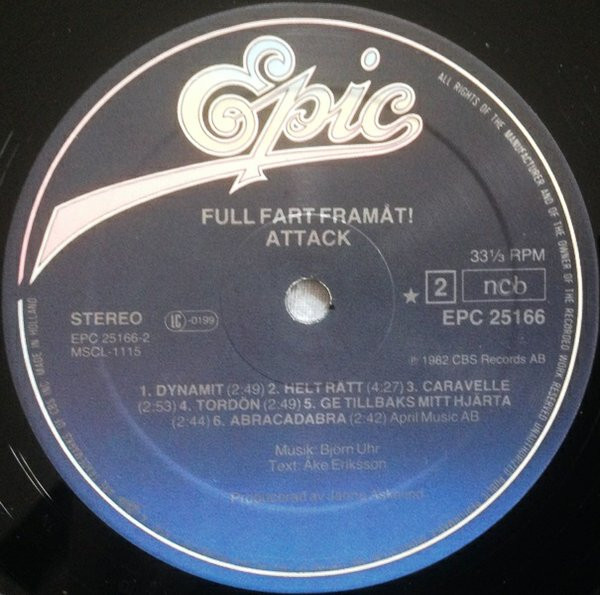 Epic
FULL FART FRAMÅT!
ATTACK
33⅓ RPM
2 ncb
STEREO LC-0199
EPC 25166
EPC 25166-2
MSCL-1115
℗ 1982 CBS Records AB
1. DYNAMIT (2:49) 2. HELT RÄTT (4:27) 3. CARAVELLE
(2:53) 4. TORDÖN (2:49) 5. GE TILLBAKS MITT HJÄRTA
(2:44) 6. ABRACADABRA (2:42) April Music AB
Musik: Björn Uhr
Text: Åke Eriksson
Producerad av
ALL RIGHTS OF THE MANUFACTURER AND OF THE OWNER OF THE RECORDED WORK RESERVED
MADE IN HOLLAND